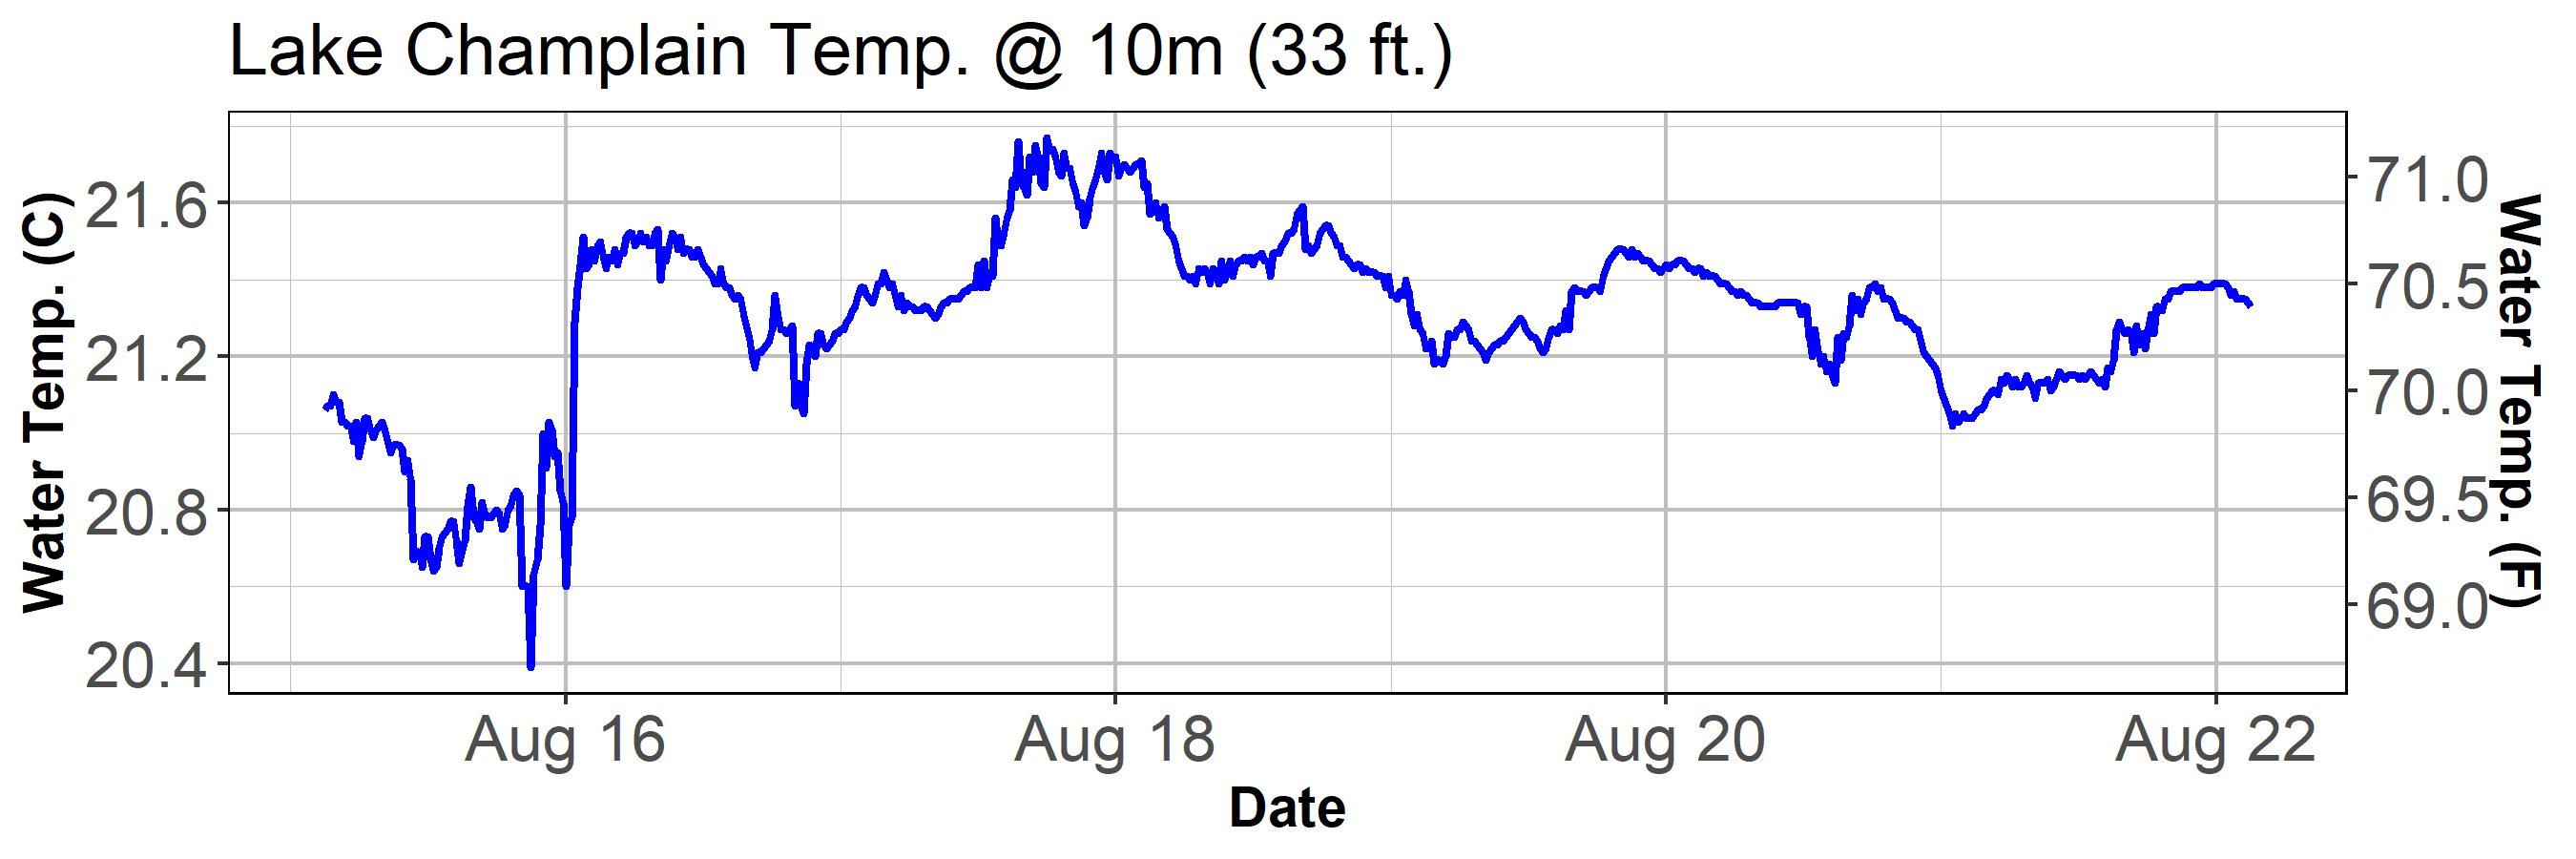 Lake Champlain Temp. @ 10m (33 ft.)
Water Temp. (C)
21.6
21.2
20.8
20.4
71.0
70.5
70.0
69.5
69.0
Water Temp. (F)
Aug 16
Aug 18
Aug 20
Aug 22
Date